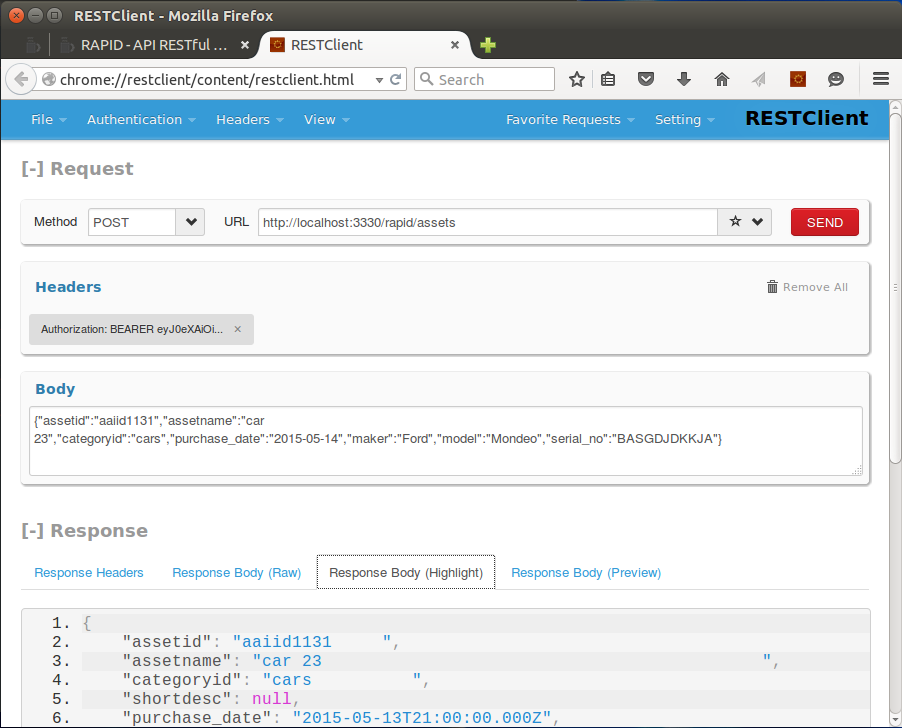 RESTClient - Mozilla Firefox
RAPID - API RESTful ... × RESTClient ×
chrome://restclient/content/restclient.html Search
File Authentication Headers View Favorite Requests Setting RESTClient
[-] Request
Method POST URL http://localhost:3330/rapid/assets SEND
Headers Remove All
Authorization: BEARER eyJ0eXAiOi... ×
Body
{"assetid":"aaiid1131","assetname":"car
23","categoryid":"cars","purchase_date":"2015-05-14","maker":"Ford","model":"Mondeo","serial_no":"BASGDJDKKJA"}
[-] Response
Response Headers Response Body (Raw) Response Body (Highlight) Response Body (Preview)
1. {
2. "assetid": "aaiid1131     ",
3. "assetname": "car 23                                            ",
4. "categoryid": "cars          ",
5. "shortdesc": null,
6. "purchase_date": "2015-05-13T21:00:00.000Z",